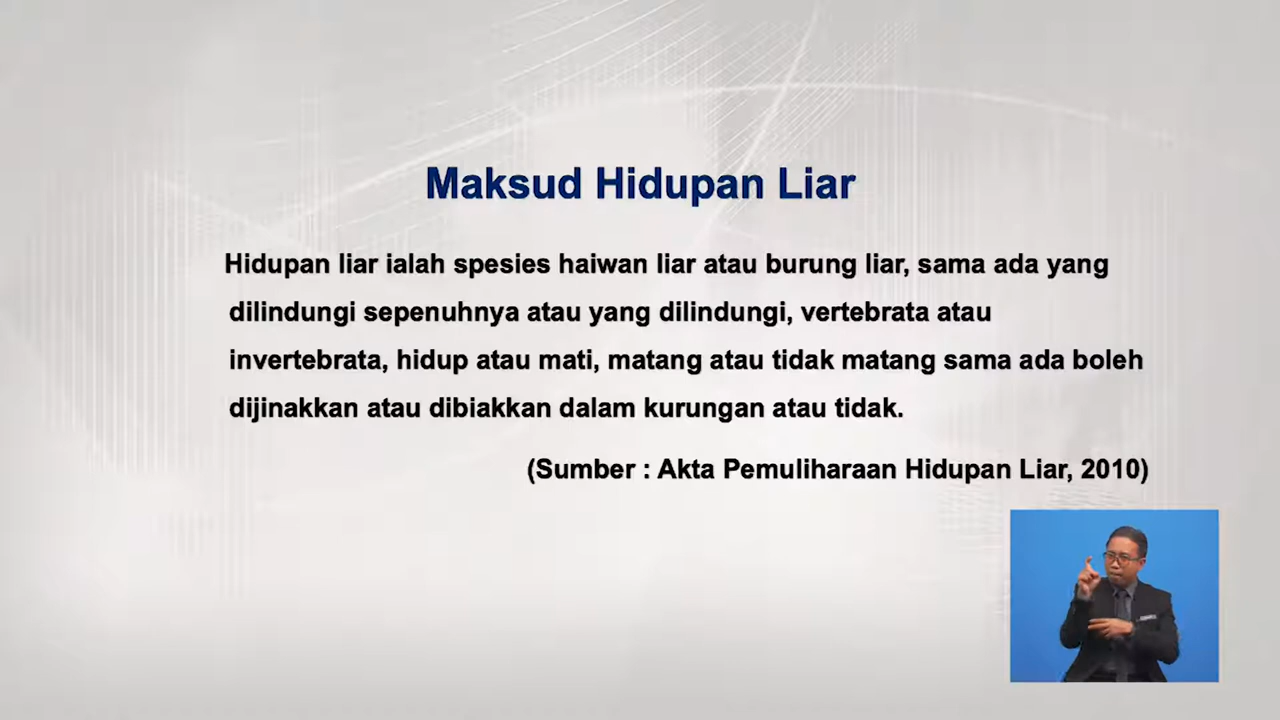 Maksud Hidupan Liar
Hidupan liar ialah spesies haiwan liar atau burung liar, sama ada yang
dilindungi sepenuhnya atau yang dilindungi, vertebrata atau
invertebrata, hidup atau mati, matang atau tidak matang sama ada boleh
dijinakkan atau dibiakkan dalam kurungan atau tidak.
(Sumber : Akta Pemuliharaan Hidupan Liar, 2010)